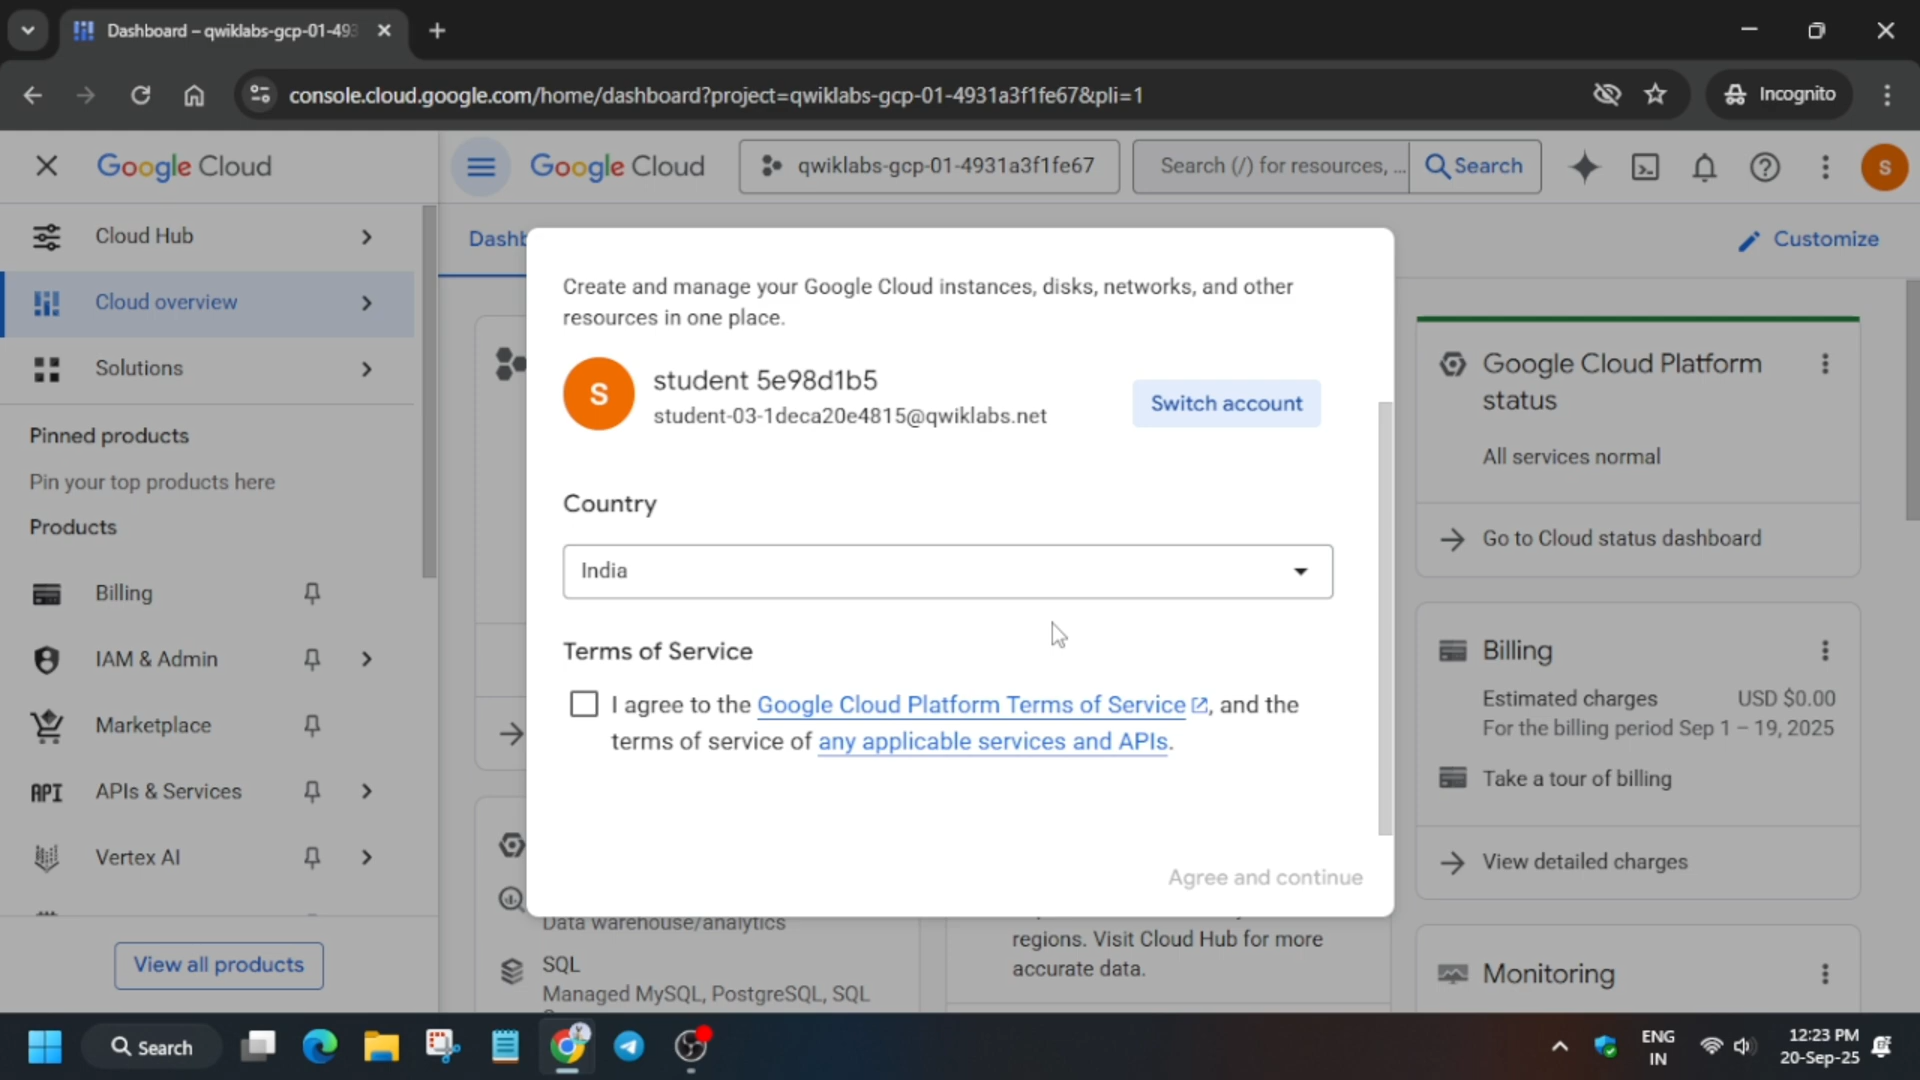 Dashboard – qwiklabs-gcp-01-493
console.cloud.google.com/home/dashboard?project=qwiklabs-gcp-01-4931a3f1fe67&pli=1
Incognito
Google Cloud
Google Cloud
qwiklabs-gcp-01-4931a3f1fe67
Search (/) for resources, ...
Search
S
Cloud Hub
Cloud overview
Solutions
Pinned products
Pin your top products here
Products
Billing
IAM & Admin
Marketplace
API
APIs & Services
Vertex AI
View all products
Dashb
Customize
Create and manage your Google Cloud instances, disks, networks, and other
resources in one place.
S
student 5e98d1b5
student-03-1deca20e4815@qwiklabs.net
Switch account
Country
India
Terms of Service
I agree to the Google Cloud Platform Terms of Service, and the
terms of service of any applicable services and APIs.
Agree and continue
Data warehouse/analytics
SQL
Managed MySQL, PostgreSQL, SQL
regions. Visit Cloud Hub for more
accurate data.
Google Cloud Platform
status
All services normal
Go to Cloud status dashboard
Billing
Estimated charges USD $0.00
For the billing period Sep 1 – 19, 2025
Take a tour of billing
View detailed charges
Monitoring
Search
ENG
IN
12:23 PM
20-Sep-25